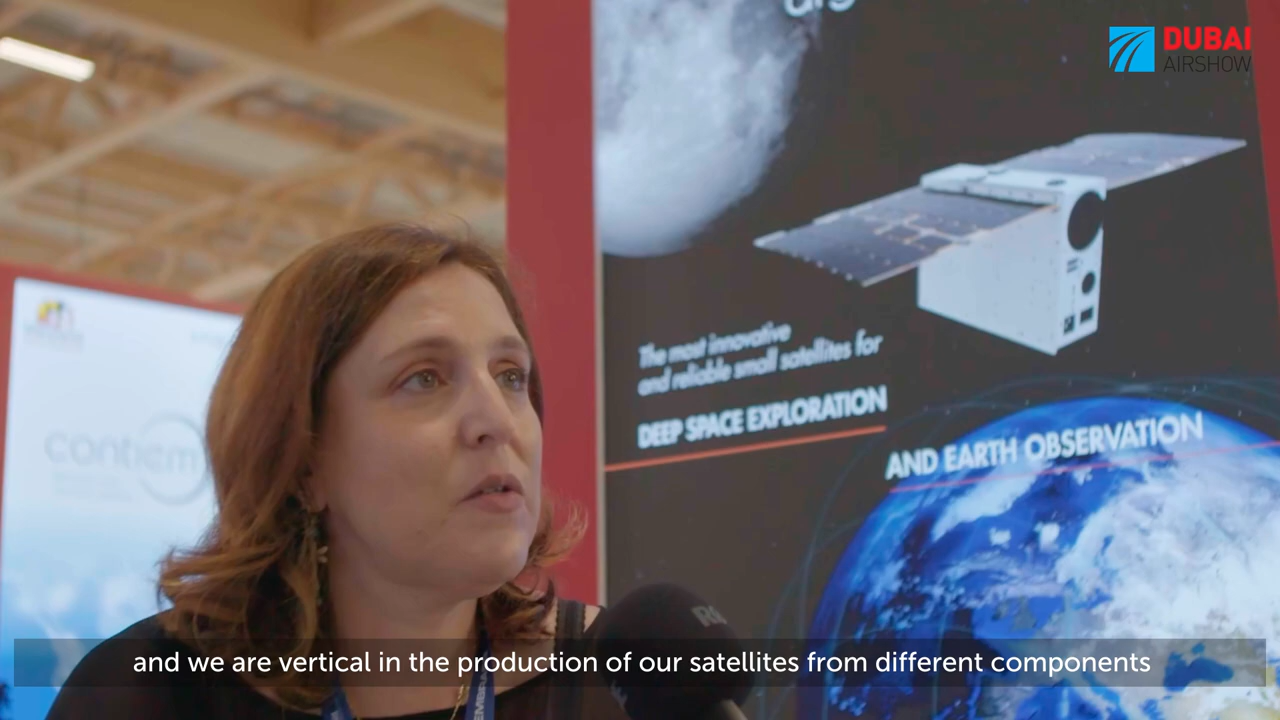 DUBAI
AIRSHOW
The most innovative
and reliable small satellites for
DEEP SPACE EXPLORATION
AND EARTH OBSERVATION
contiem
and we are vertical in the production of our satellites from different components